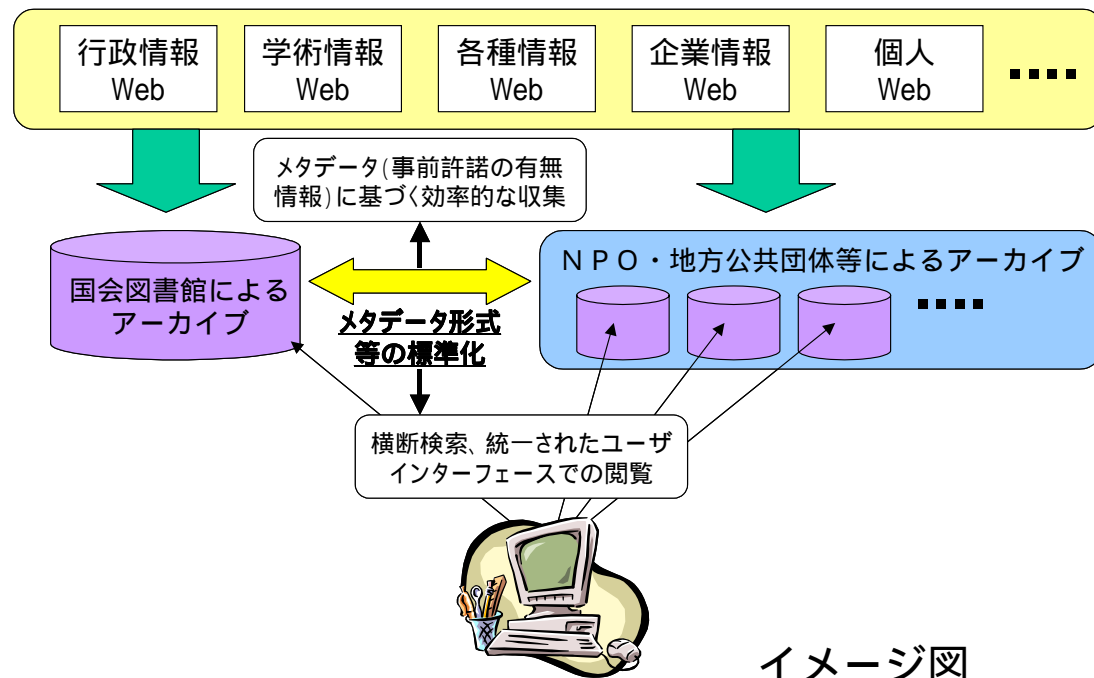 行政情報
Web
学術情報
Web
各種情報
Web
企業情報
Web
個人
Web
メタデータ(事前許諾の有無
情報)に基づく効率的な収集
国会図書館による
アーカイブ
NPO・地方公共団体等によるアーカイブ
メタデータ形式
等の標準化
横断検索、統一されたユーザ
インターフェースでの閲覧
イメージ図